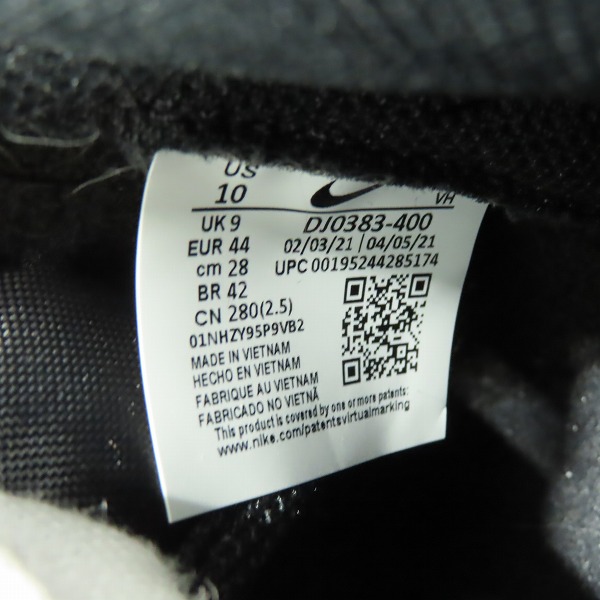 US
10
VH
UK 9
DJ0383-400
EUR 44
02/03/21 | 04/05/21
cm 28
UPC 00195244285174
BR 42
CN 280(2.5)
01NHZY95P9VB2
MADE IN VIETNAM
HECHO EN VIETNAM
FABRIQUE AU VIETNAM
FABRICADO NO VIETNÃ
This product is covered by one or more patents:
www.nike.com/patentsvirtualmarking